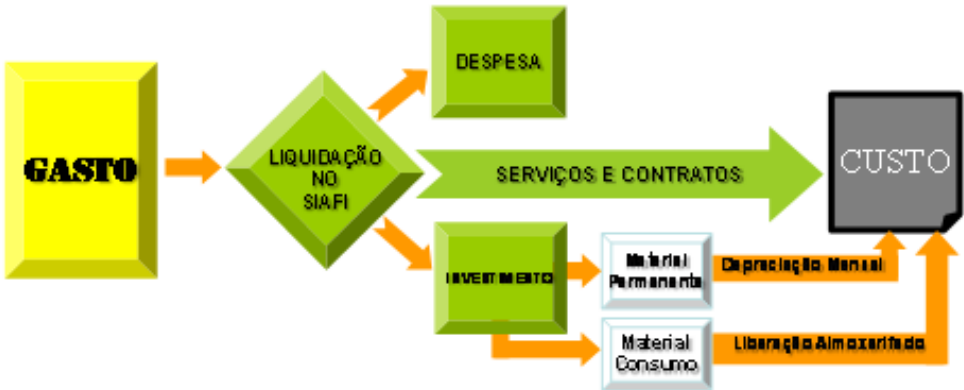 DESPESA
GASTO
LIQUIDAÇÃO
NO
SIAFI
SERVIÇOS E CONTRATOS
CUSTO
INVESTIMENTO
Material
Permanente
Depreciação Mensal
Material
Consumo
Liberação Almoxarifado